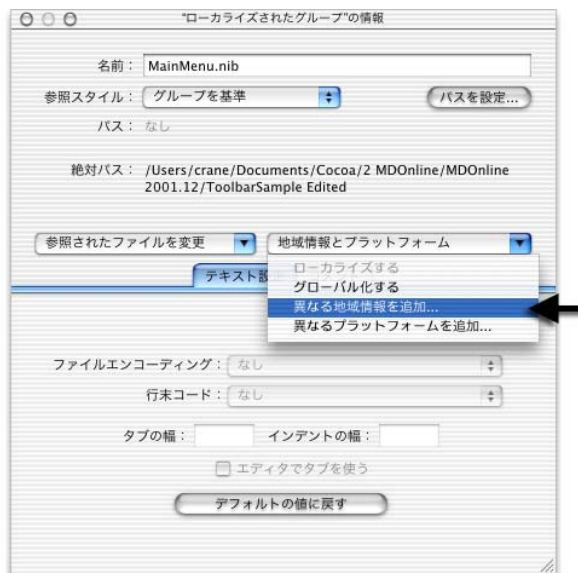 "ローカライズされたグループ"の情報
名前： MainMenu.nib
参照スタイル： グループを基準 パスを設定...
パス： なし
絶対パス： /Users/crane/Documents/Cocoa/2 MDOnline/MDOnline
2001.12/ToolbarSample Edited
参照されたファイルを変更 地域情報とプラットフォーム
ローカライズする
テキスト設
グローバル化する
異なる地域情報を追加...
異なるプラットフォームを追加...
ファイルエンコーディング： なし
行末コード： なし
タブの幅： インデントの幅：
エディタでタブを使う
デフォルトの値に戻す